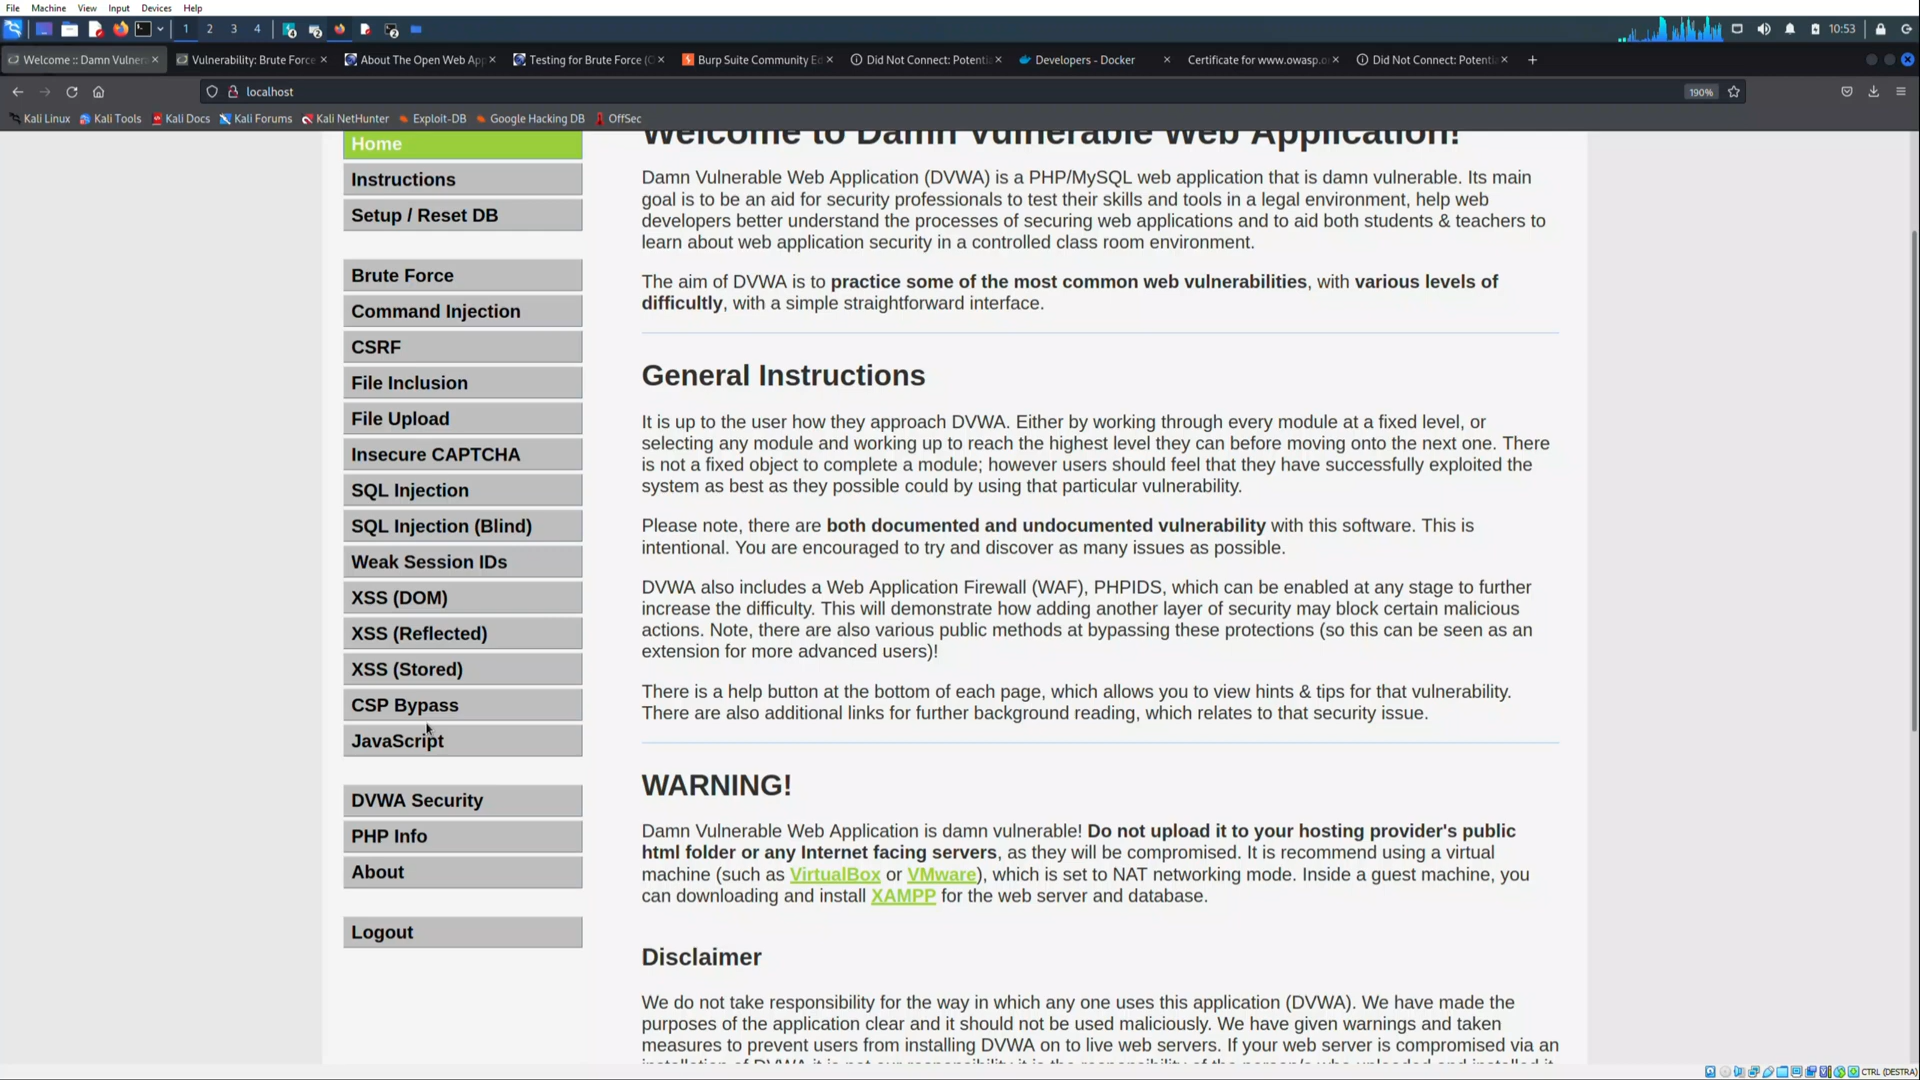 File Machine View Input Devices Help
1 2 3 4 10:53
Welcome :: Damn Vulner
Vulnerability: Brute Force
About The Open Web Ap
Testing for Brute Force (O
Burp Suite Community Ed
Did Not Connect: Potentia
Developers - Docker
Certificate for www.owasp.o
Did Not Connect: Potentia
localhost 190%
Kali Linux Kali Tools Kali Docs Kali Forums Kali NetHunter Exploit-DB Google Hacking DB OffSec
Home
Instructions
Setup / Reset DB
Brute Force
Command Injection
CSRF
File Inclusion
File Upload
Insecure CAPTCHA
SQL Injection
SQL Injection (Blind)
Weak Session IDs
XSS (DOM)
XSS (Reflected)
XSS (Stored)
CSP Bypass
JavaScript
DVWA Security
PHP Info
About
Logout
Welcome to Damn Vulnerable Web Application!
Damn Vulnerable Web Application (DVWA) is a PHP/MySQL web application that is damn vulnerable. Its main
goal is to be an aid for security professionals to test their skills and tools in a legal environment, help web
developers better understand the processes of securing web applications and to aid both students & teachers to
learn about web application security in a controlled class room environment.
The aim of DVWA is to practice some of the most common web vulnerabilities, with various levels of
difficultly, with a simple straightforward interface.
General Instructions
It is up to the user how they approach DVWA. Either by working through every module at a fixed level, or
selecting any module and working up to reach the highest level they can before moving onto the next one. There
is not a fixed object to complete a module; however users should feel that they have successfully exploited the
system as best as they possible could by using that particular vulnerability.
Please note, there are both documented and undocumented vulnerability with this software. This is
intentional. You are encouraged to try and discover as many issues as possible.
DVWA also includes a Web Application Firewall (WAF), PHPIDS, which can be enabled at any stage to further
increase the difficulty. This will demonstrate how adding another layer of security may block certain malicious
actions. Note, there are also various public methods at bypassing these protections (so this can be seen as an
extension for more advanced users)!
There is a help button at the bottom of each page, which allows you to view hints & tips for that vulnerability.
There are also additional links for further background reading, which relates to that security issue.
WARNING!
Damn Vulnerable Web Application is damn vulnerable! Do not upload it to your hosting provider's public
html folder or any Internet facing servers, as they will be compromised. It is recommend using a virtual
machine (such as VirtualBox or VMware), which is set to NAT networking mode. Inside a guest machine, you
can downloading and install XAMPP for the web server and database.
Disclaimer
We do not take responsibility for the way in which any one uses this application (DVWA). We have made the
purposes of the application clear and it should not be used maliciously. We have given warnings and taken
measures to prevent users from installing DVWA on to live web servers. If your web server is compromised via an
CTRL (DESTRA)